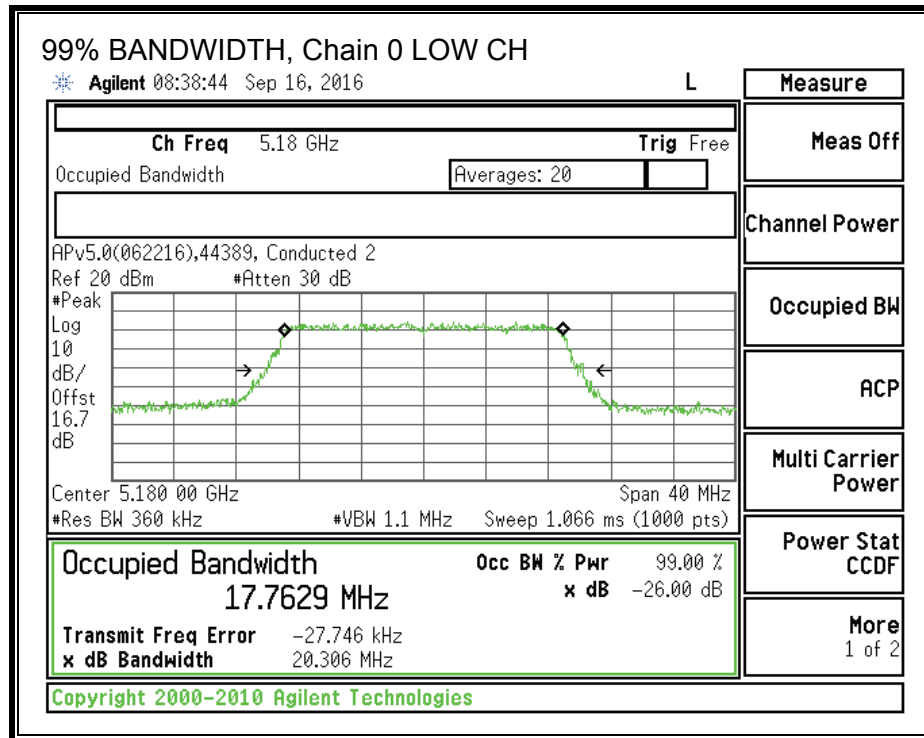 99% BANDWIDTH, Chain 0 LOW CH
Agilent 08:38:44 Sep 16, 2016 L
Measure
Ch Freq 5.18 GHz Trig Free
Meas Off
Occupied Bandwidth Averages: 20
Channel Power
APv5.0(062216),44389, Conducted 2
Ref 20 dBm #Atten 30 dB
#Peak
Log
10
dB/
Offst
16.7
dB
Occupied BW
ACP
Multi Carrier
Power
Center 5.180 00 GHz Span 40 MHz
#Res BW 360 kHz #VBW 1.1 MHz Sweep 1.066 ms (1000 pts)
Power Stat
CCDF
Occupied Bandwidth Occ BW % Pwr 99.00 %
17.7629 MHz x dB -26.00 dB
Transmit Freq Error -27.746 kHz
x dB Bandwidth 20.306 MHz
More
1 of 2
Copyright 2000-2010 Agilent Technologies